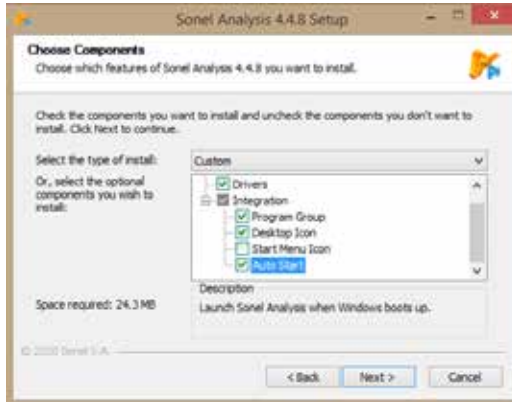 Sonel Analysis 4.4.8 Setup
Choose Components
Choose which features of Sonel Analysis 4.4.8 you want to install.
Check the components you want to install and uncheck the components you don't want to
install. Click Next to continue.
Select the type of install:
Custom
Or, select the optional
components you wish to
install:
Drivers
Integration
Program Group
Desktop Icon
Start Menu Icon
Auto Start
Space required: 24.3 MB
Description
Launch Sonel Analysis when Windows boots up.
Sonel S.A.
< Back
Next >
Cancel